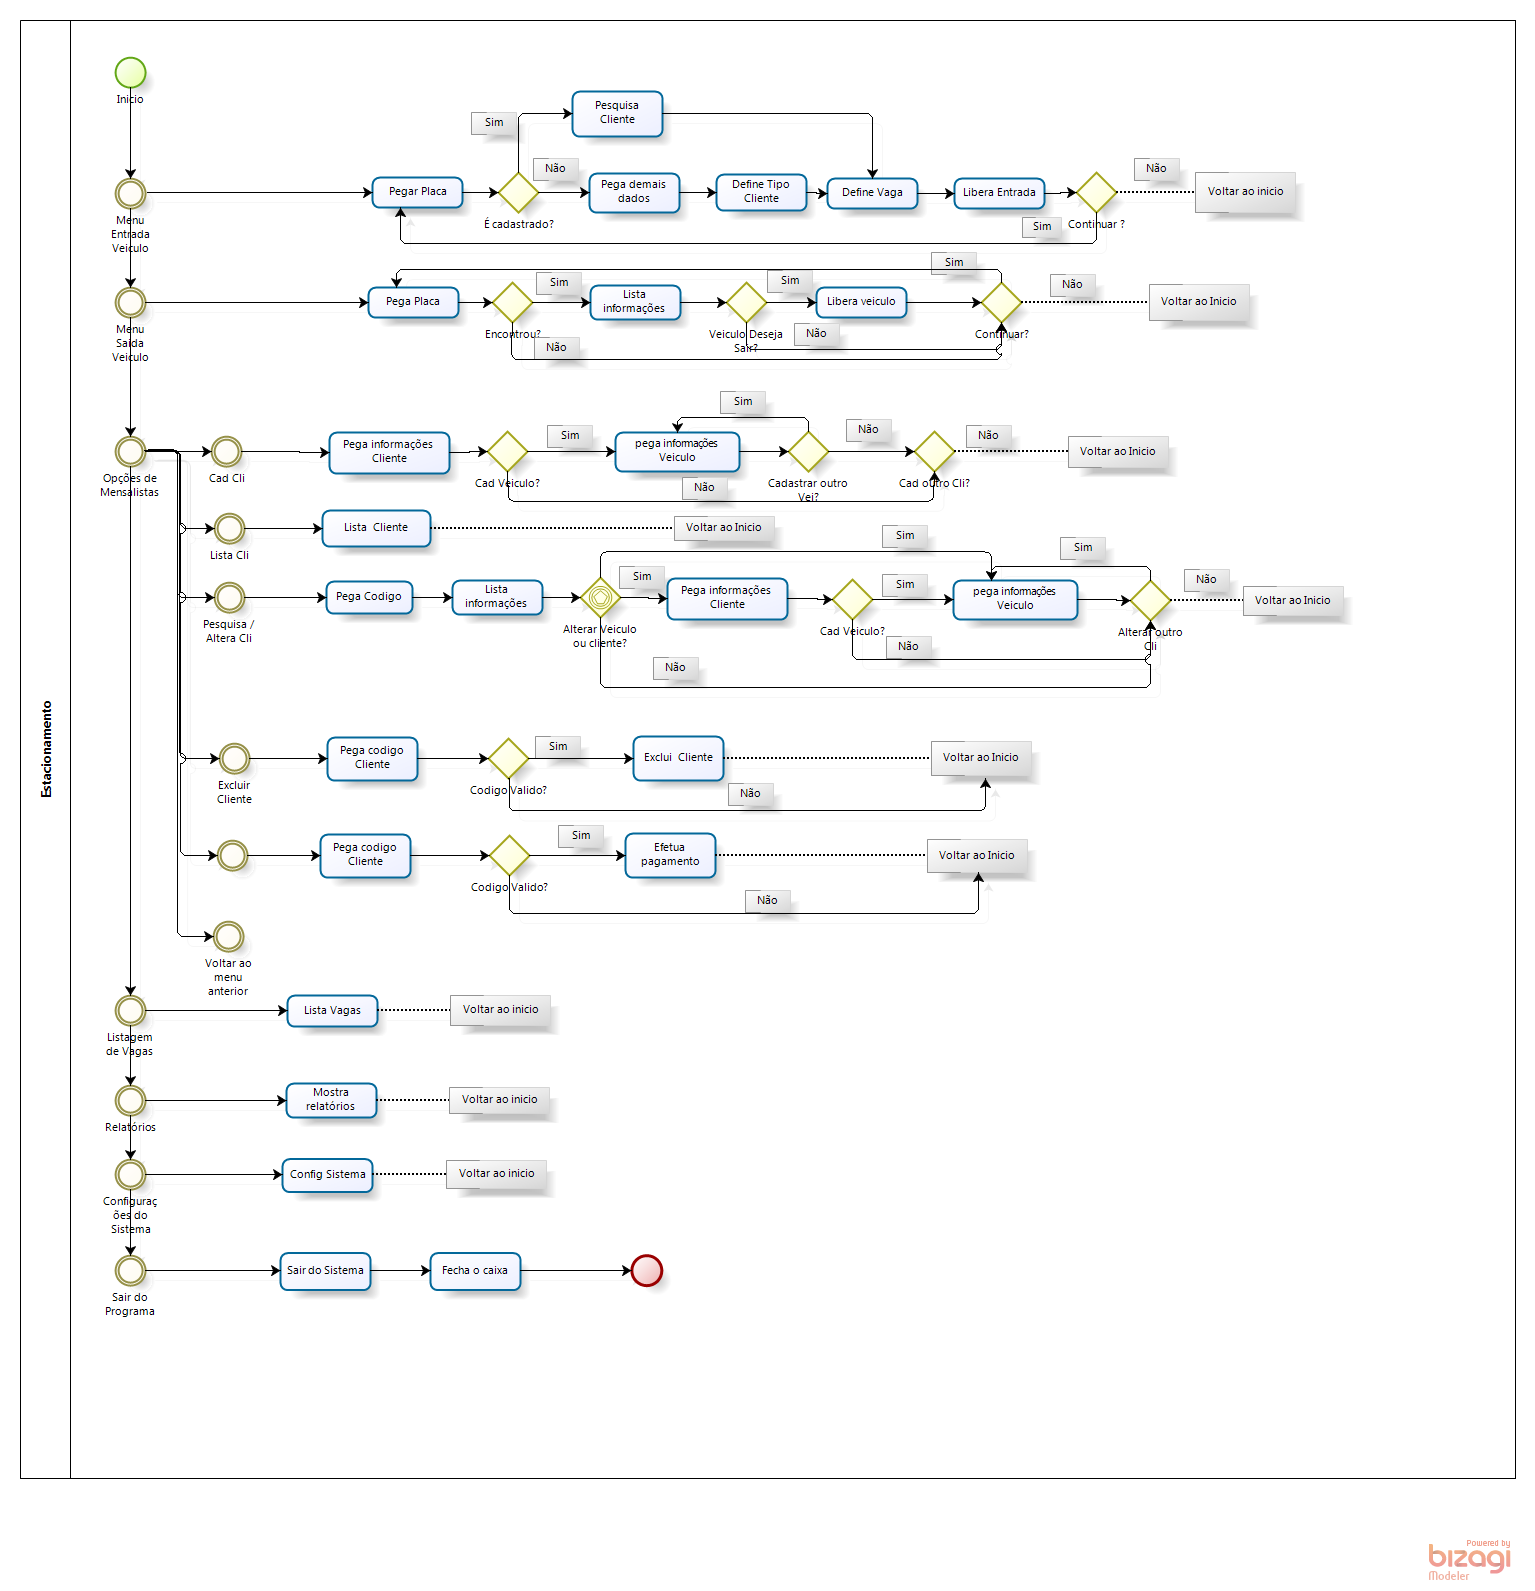 Estacionamento
Inicio
Sim
Pesquisa
Cliente
Não
Não
Menu
Entrada
Veiculo
Pegar Placa
É cadastrado?
Pega demais
dados
Define Tipo
Cliente
Define Vaga
Libera Entrada
Continuar ?
Voltar ao inicio
Sim
Sim
Menu
Saida
Veiculo
Pega Placa
Encontrou?
Sim
Lista
informações
Veiculo Deseja
Sair?
Sim
Libera veiculo
Continuar?
Não
Voltar ao Inicio
Não
Não
Sim
Opções de
Mensalistas
Cad Cli
Pega informações
Cliente
Cad Veiculo?
Sim
pega informações
Veiculo
Cadastrar outro
Vei?
Não
Cad outro Cli?
Não
Voltar ao Inicio
Não
Lista Cli
Lista  Cliente
Voltar ao Inicio
Sim
Sim
Pesquisa /
Altera Cli
Pega Codigo
Lista
informações
Alterar Veiculo
ou cliente?
Sim
Pega informações
Cliente
Cad Veiculo?
Sim
pega informações
Veiculo
Alterar outro
Cli
Não
Voltar ao Inicio
Não
Não
Excluir
Cliente
Pega codigo
Cliente
Codigo Valido?
Sim
Exclui  Cliente
Voltar ao Inicio
Não
Pega codigo
Cliente
Codigo Valido?
Sim
Efetua
pagamento
Voltar ao Inicio
Não
Voltar ao
menu
anterior
Listagem
de Vagas
Lista Vagas
Voltar ao inicio
Relatórios
Mostra
relatórios
Voltar ao inicio
Configuraç
ões do
Sistema
Config Sistema
Voltar ao inicio
Sair do
Programa
Sair do Sistema
Fecha o caixa
Powered by
bizagi
Modeler